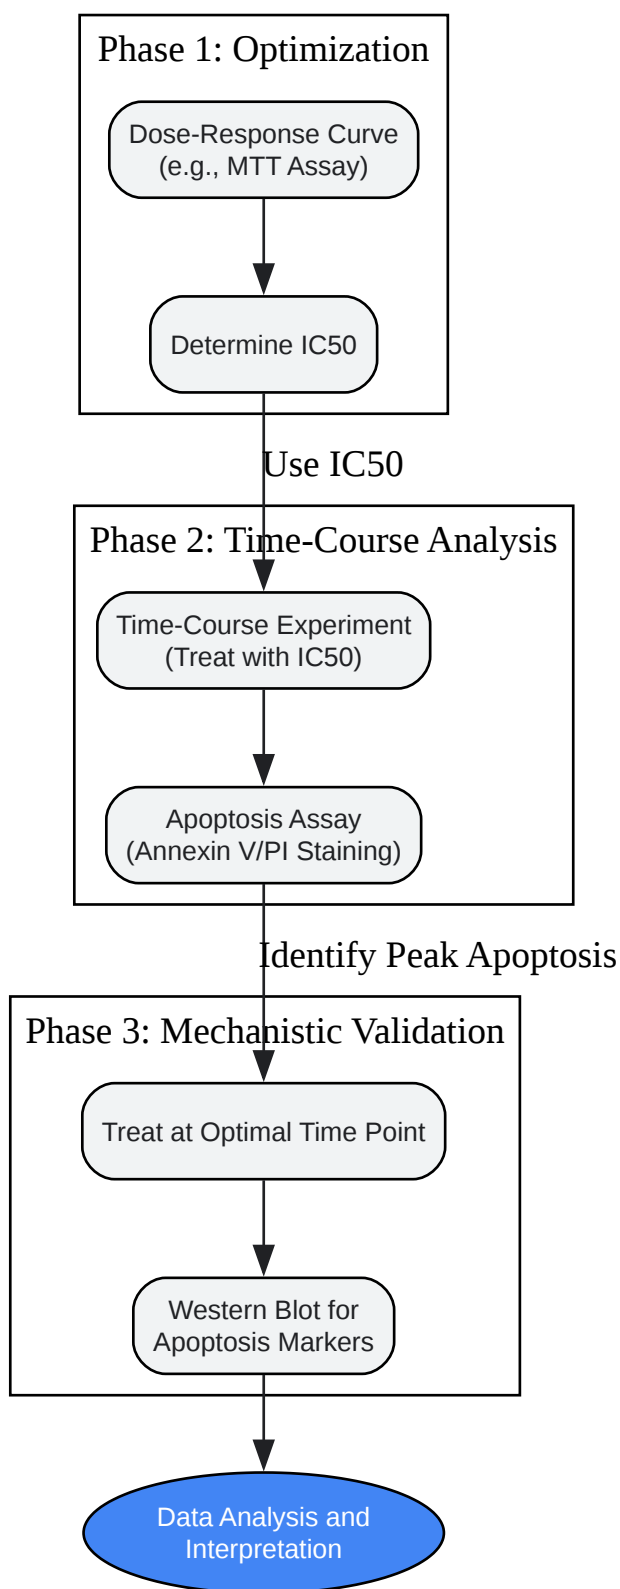 Phase 1: Optimization
Dose-Response Curve
(e.g., MTT Assay)
Determine IC50
Use IC50
Phase 2: Time-Course Analysis
Time-Course Experiment
(Treat with IC50)
Apoptosis Assay
(Annexin V/PI Staining)
Identify Peak Apoptosis
Phase 3: Mechanistic Validation
Treat at Optimal Time Point
Western Blot for
Apoptosis Markers
Data Analysis and
Interpretation